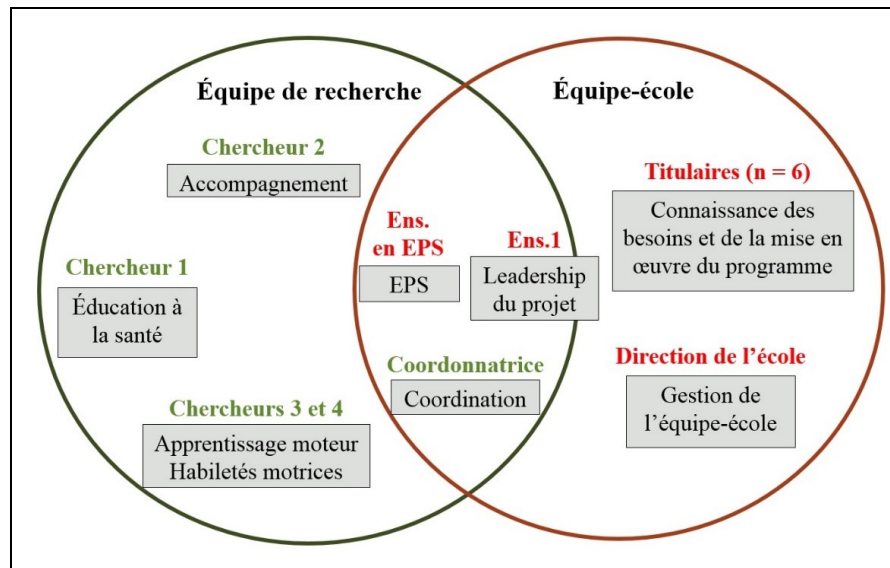 Équipe de recherche
Équipe-école
Chercheur 2
Accompagnement
Chercheur 1
Éducation à
la santé
Chercheurs 3 et 4
Apprentissage moteur
Habiletés motrices
Ens.
en EPS
EPS
Ens.1
Leadership
du projet
Coordonnatrice
Coordination
Titulaires (n = 6)
Connaissance des
besoins et de la mise en
œuvre du programme
Direction de l’école
Gestion de
l’équipe-école